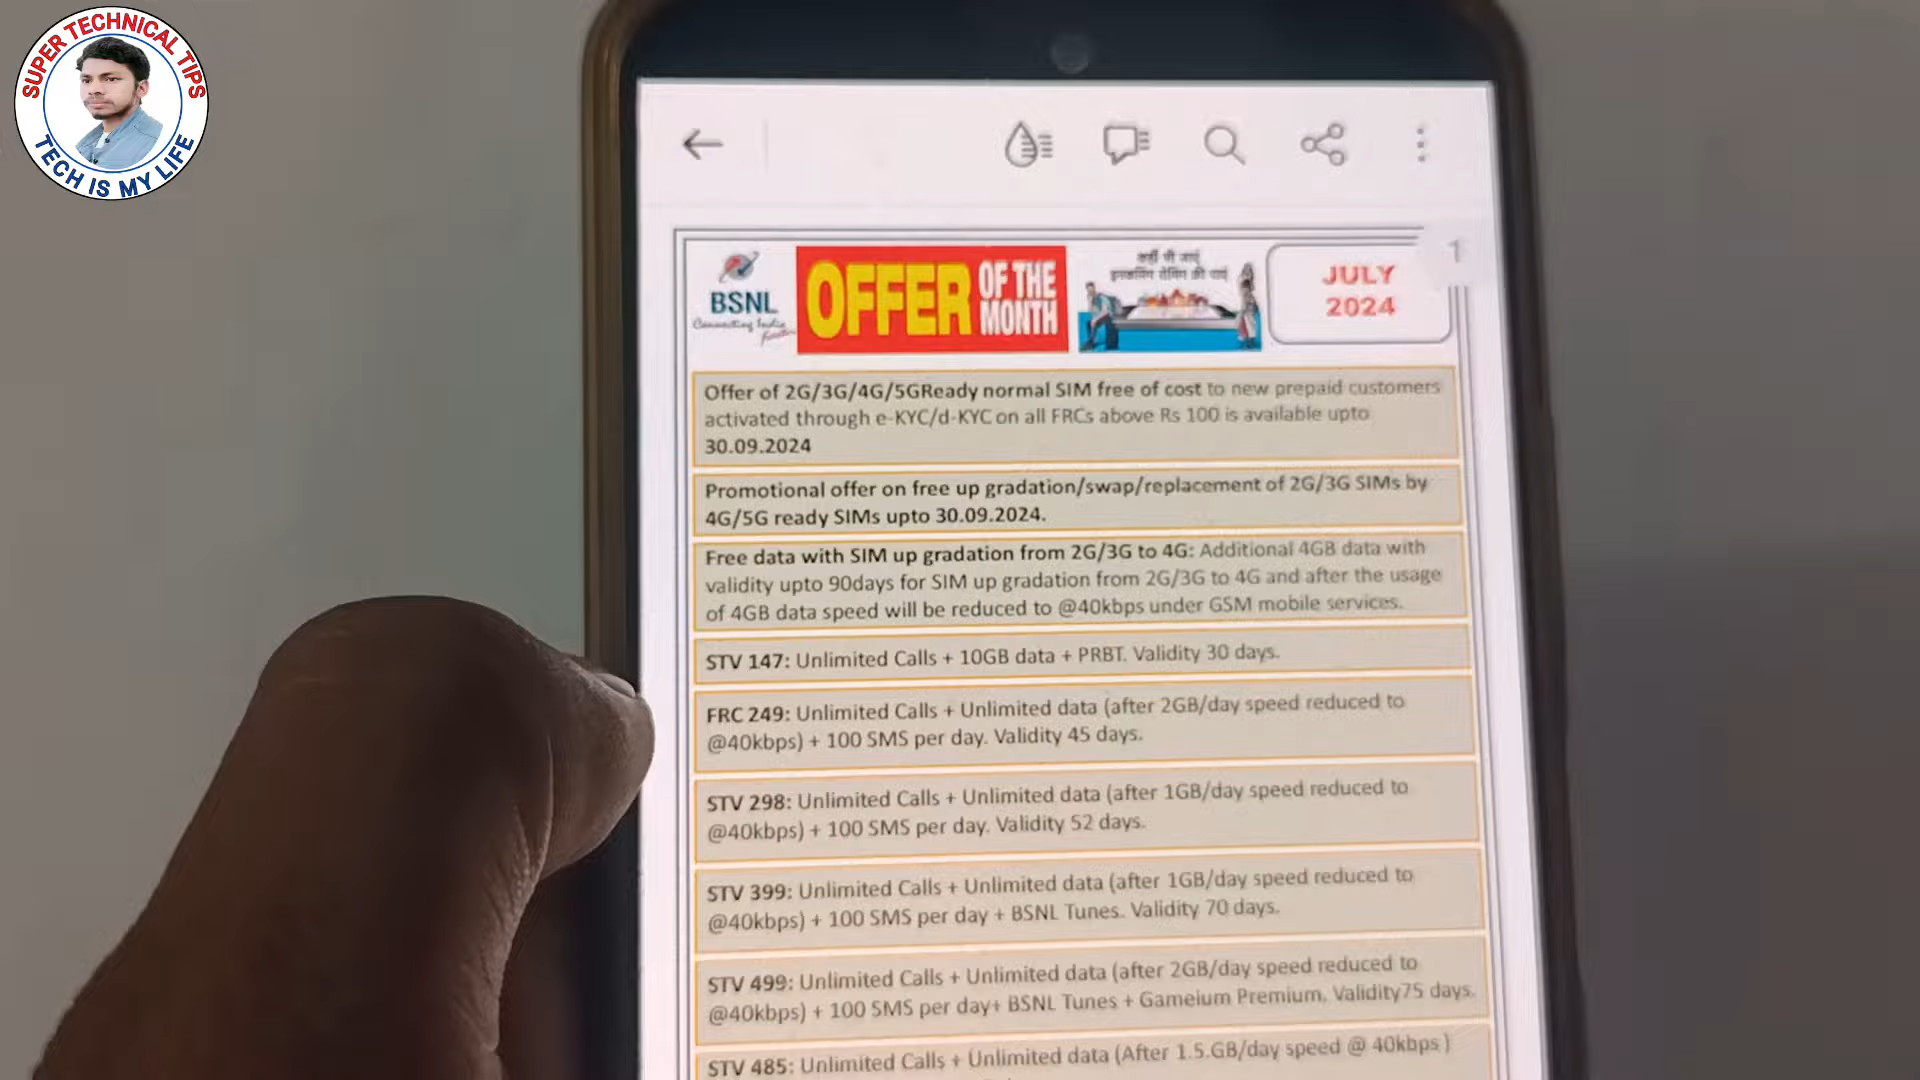 SUPER TECHNICAL TIPS
TECH IS MY LIFE
1
BSNL
Connecting India
OFFER OF THE MONTH
कहीं भी जाएं
इनकमिंग रोमिंग फ्री पाएं
JULY
2024
Offer of 2G/3G/4G/5GReady normal SIM free of cost to new prepaid customers
activated through e-KYC/d-KYC on all FRCs above Rs 100 is available upto
30.09.2024
Promotional offer on free up gradation/swap/replacement of 2G/3G SIMs by
4G/5G ready SIMs upto 30.09.2024.
Free data with SIM up gradation from 2G/3G to 4G: Additional 4GB data with
validity upto 90days for SIM up gradation from 2G/3G to 4G and after the usage
of 4GB data speed will be reduced to @40kbps under GSM mobile services.
STV 147: Unlimited Calls + 10GB data + PRBT. Validity 30 days.
FRC 249: Unlimited Calls + Unlimited data (after 2GB/day speed reduced to
@40kbps) + 100 SMS per day. Validity 45 days.
STV 298: Unlimited Calls + Unlimited data (after 1GB/day speed reduced to
@40kbps) + 100 SMS per day. Validity 52 days.
STV 399: Unlimited Calls + Unlimited data (after 1GB/day speed reduced to
@40kbps) + 100 SMS per day + BSNL Tunes. Validity 70 days.
STV 499: Unlimited Calls + Unlimited data (after 2GB/day speed reduced to
@40kbps) + 100 SMS per day+ BSNL Tunes + Gameium Premium. Validity75 days.
STV 485: Unlimited Calls + Unlimited data (After 1.5.GB/day speed @ 40kbps )